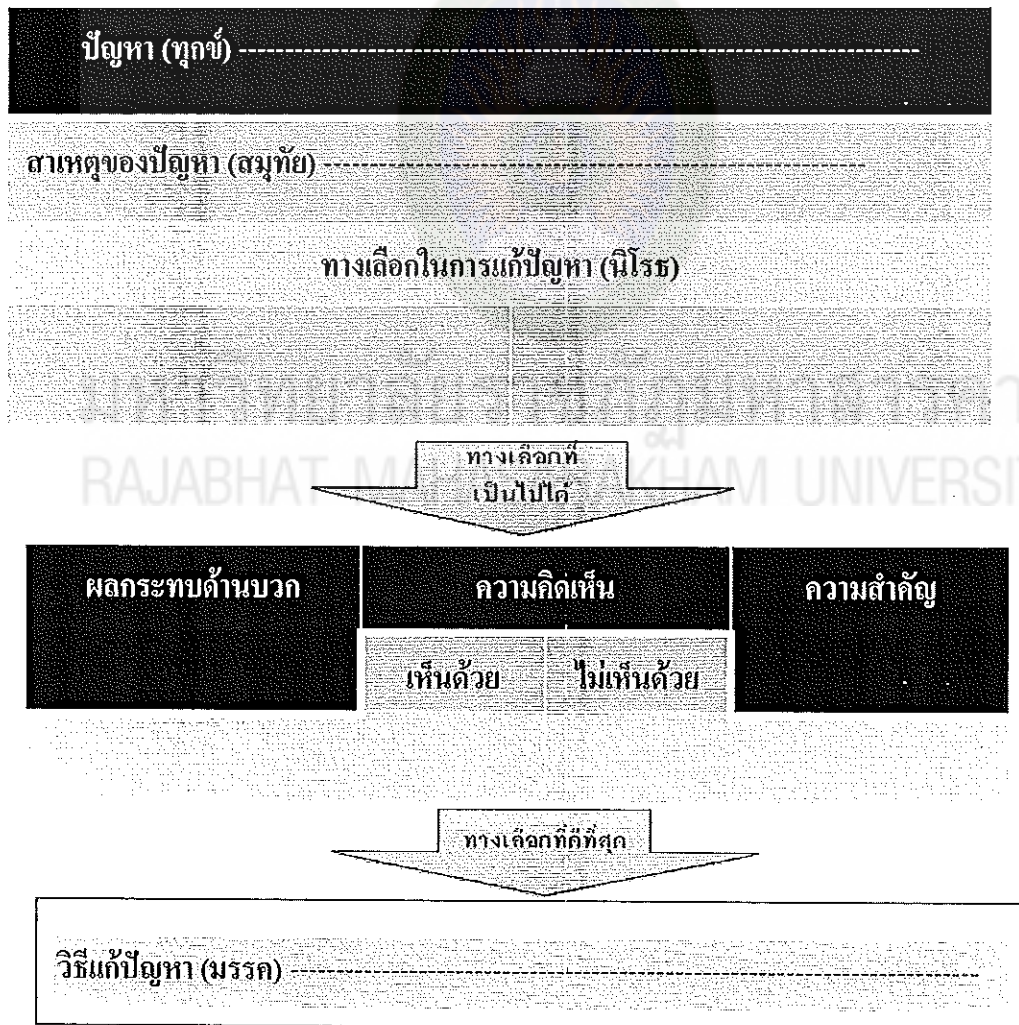 ปัญหา (ทุกข์) ------------------------------------------------------------
สาเหตุของปัญหา (สมุทัย) ------------------------------------------------
ทางเลือกในการแก้ปัญหา (นิโรธ)
RAJABHAT
ทางเลือกที่
เป็นไปได้
UNIVERSI
ผลกระทบด้านบวก ความคิดเห็น ความสำคัญ
เห็นด้วย ไม่เห็นด้วย
ทางเลือกที่ดีที่สุด
วิธีแก้ปัญหา (มรรค) ------------------------------------------------------------